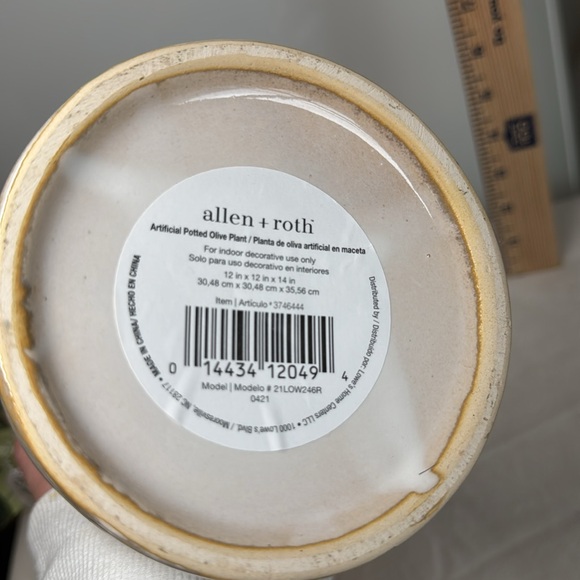 allen + roth™
Artificial Potted Olive Plant / Planta de oliva artificial en maceta
For indoor decorative use only
Solo para uso decorativo en interiores
12 in x 12 in x 14 in
30,48 cm x 30,48 cm x 35,56 cm
Item | Artículo # 3746444
0 14434 12049 4
Model | Modelo # 21LOW246R
0421
Distributed by / Distribuido por: Lowe's Home Centers LLC. • 1000 Lowe's Blvd. / Mooresville, NC 28117 • MADE IN CHINA/ HECHO EN CHINA